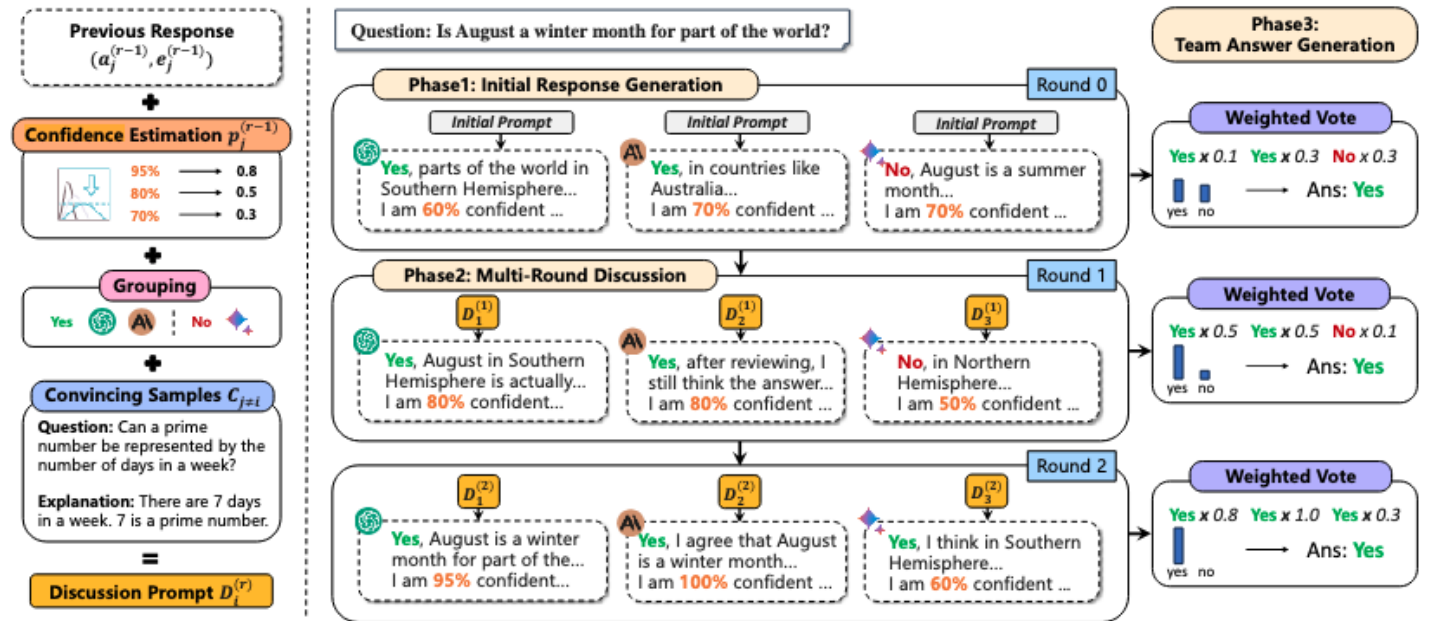 Previous Response
(a_j^{(r-1)}, e_j^{(r-1)})
+
Confidence Estimation p_j^{(r-1)}
95% → 0.8
80% → 0.5
70% → 0.3
+
Grouping
Yes | No
+
Convincing Samples C_{j≠i}
Question: Can a prime
number be represented by the
number of days in a week?
Explanation: There are 7 days
in a week. 7 is a prime number.
=
Discussion Prompt D_i^{(r)}
Question: Is August a winter month for part of the world?
Phase1: Initial Response Generation
Round 0
Initial Prompt
Yes, parts of the world in
Southern Hemisphere...
I am 60% confident ...
Initial Prompt
Yes, in countries like
Australia...
I am 70% confident ...
Initial Prompt
No, August is a summer
month...
I am 70% confident ...
Phase2: Multi-Round Discussion
Round 1
D_1^{(1)}
Yes, August in Southern
Hemisphere is actually...
I am 80% confident...
D_2^{(1)}
Yes, after reviewing, I
still think the answer...
I am 80% confident ...
D_3^{(1)}
No, in Northern
Hemisphere...
I am 50% confident ...
Round 2
D_1^{(2)}
Yes, August is a winter
month for part of the...
I am 95% confident...
D_2^{(2)}
Yes, I agree that August
is a winter month...
I am 100% confident ...
D_3^{(2)}
Yes, I think in Southern
Hemisphere...
I am 60% confident ...
Phase3:
Team Answer Generation
Weighted Vote
Yes x 0.1 Yes x 0.3 No x 0.3
Ans: Yes
yes no
Weighted Vote
Yes x 0.5 Yes x 0.5 No x 0.1
Ans: Yes
yes no
Weighted Vote
Yes x 0.8 Yes x 1.0 Yes x 0.3
Ans: Yes
yes no